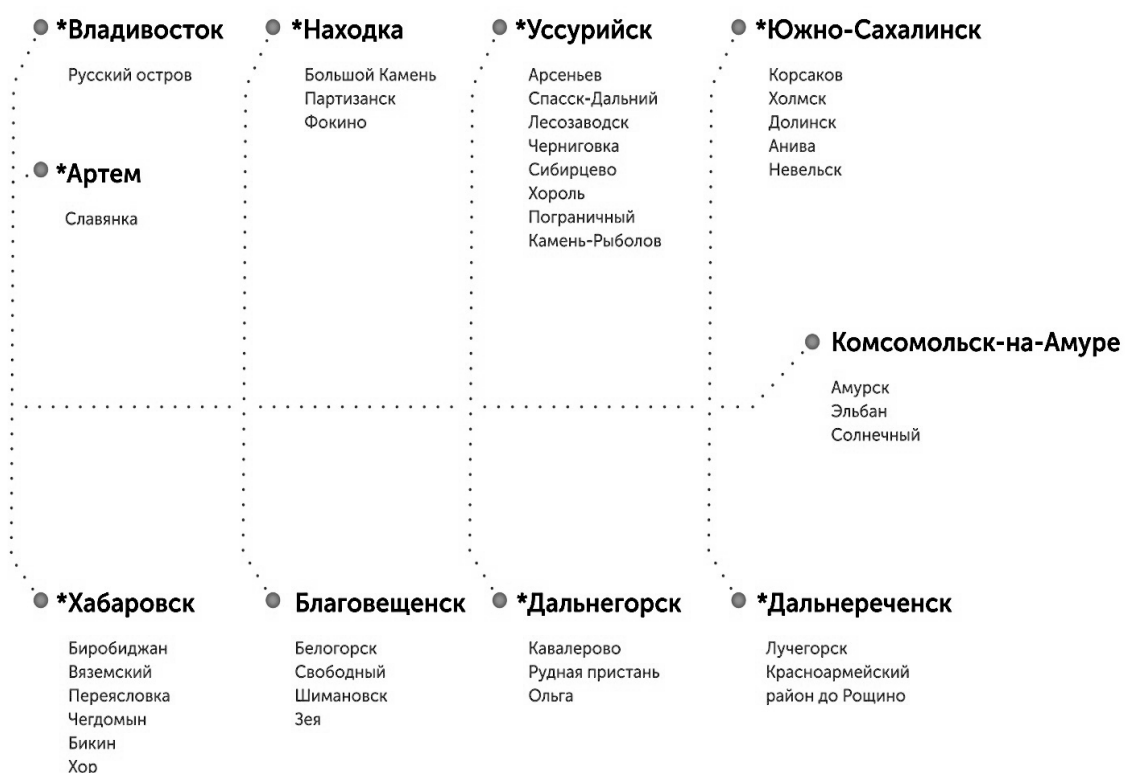 *Владивосток
Русский остров
*Находка
Большой Камень
Партизанск
Фокино
*Уссурийск
Арсеньев
Спасск-Дальний
Лесозаводск
Черниговка
Сибирцево
Хороль
Пограничный
Камень-Рыболов
*Южно-Сахалинск
Корсаков
Холмск
Долинск
Анива
Невельск
*Артем
Славянка
Комсомольск-на-Амуре
Амурск
Эльбан
Солнечный
*Хабаровск
Биробиджан
Вяземский
Переясловка
Чегдомын
Бикин
Хор
Благовещенск
Белогорск
Свободный
Шимановск
Зея
*Дальнегорск
Кавалерово
Рудная пристань
Ольга
*Дальнереченск
Лучегорск
Красноармейский
район до Рощино